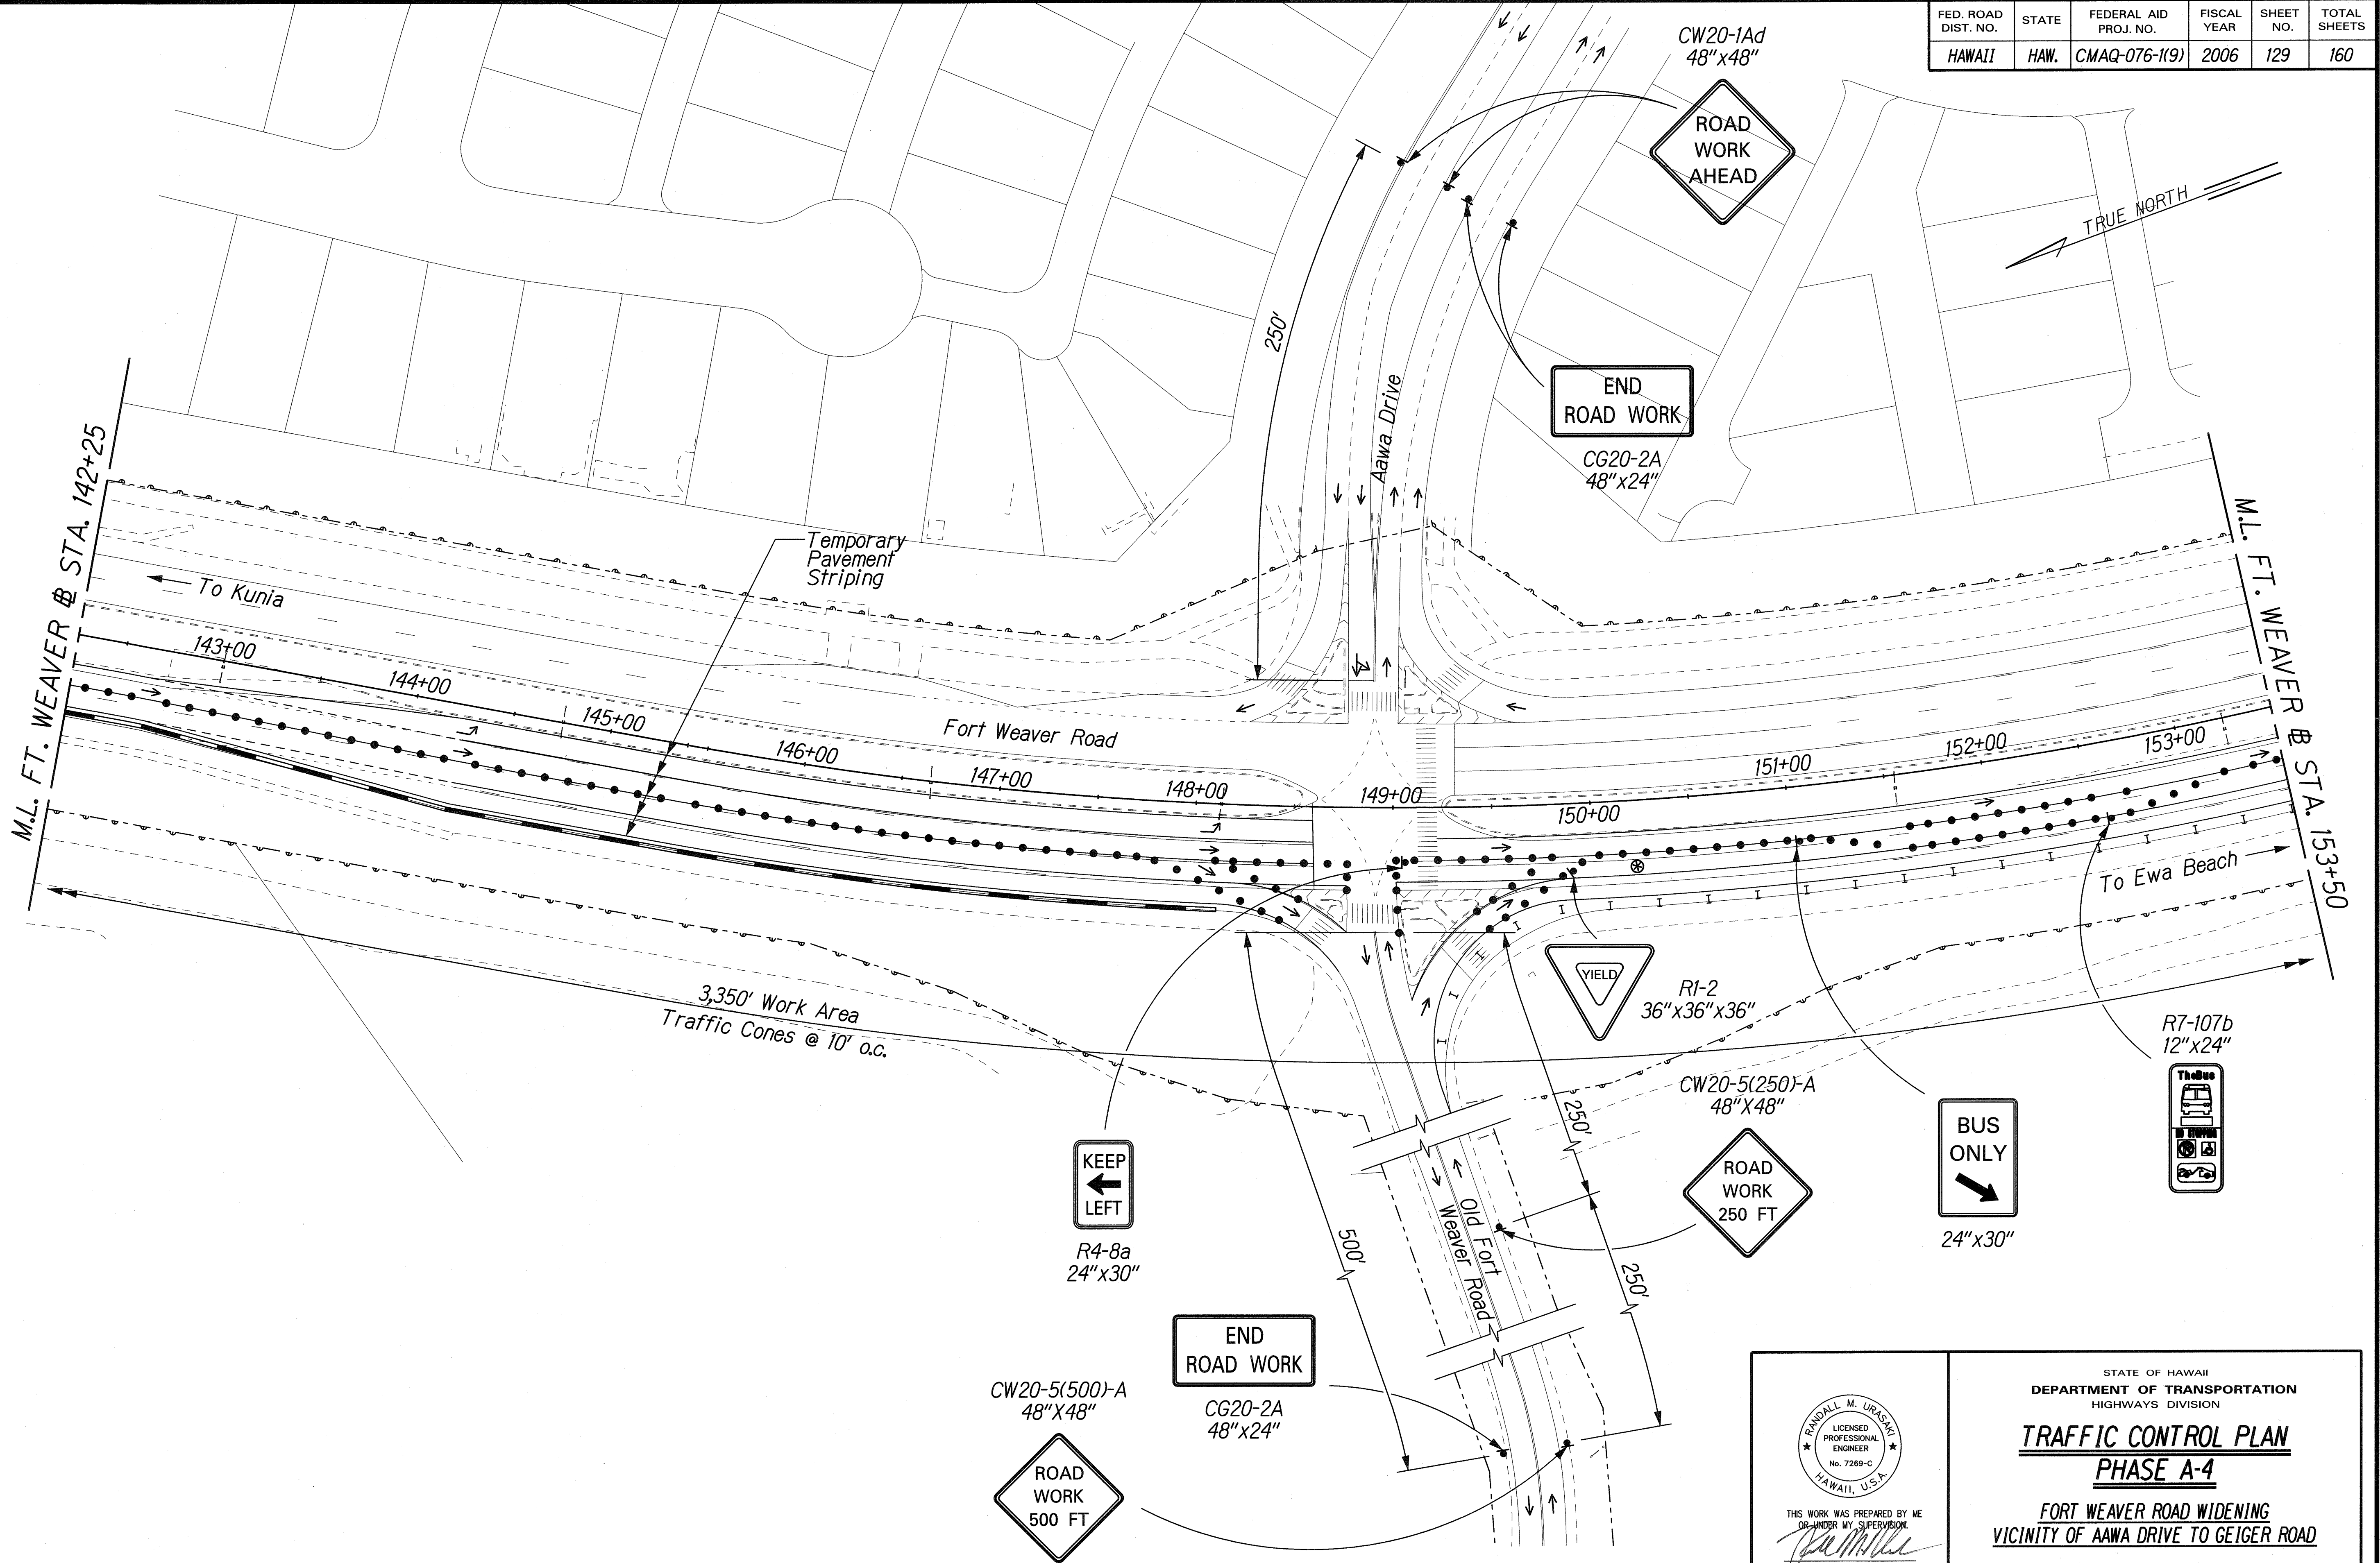 FED. ROAD DIST. NO. STATE FEDERAL AID PROJ. NO. FISCAL YEAR SHEET NO. TOTAL SHEETS
HAWAII HAW. CMAQ-076-1(9) 2006 129 160
CW20-1Ad
48"x48"
ROAD
WORK
AHEAD
TRUE NORTH
250'
END
ROAD WORK
CG20-2A
48"x24"
Aawa Drive
M.L. FT. WEAVER ℄ STA. 142+25
Temporary
Pavement
Striping
To Kunia
143+00
144+00
145+00
146+00
147+00
148+00
149+00
150+00
151+00
152+00
153+00
Fort Weaver Road
M.L. FT. WEAVER ℄ STA. 153+50
To Ewa Beach
3,350' Work Area
Traffic Cones @ 10' o.c.
YIELD
R1-2
36"x36"x36"
R7-107b
12"x24"
TheBus
NO STOPPING
CW20-5(250)-A
48"X48"
ROAD
WORK
250 FT
BUS
ONLY
24"x30"
KEEP
LEFT
R4-8a
24"x30"
250'
500'
250'
Old Fort
Weaver Road
END
ROAD WORK
CG20-2A
48"x24"
CW20-5(500)-A
48"X48"
ROAD
WORK
500 FT
RANDALL M. URASAKI
LICENSED
PROFESSIONAL
ENGINEER
No. 7269-C
HAWAII, U.S.A.
THIS WORK WAS PREPARED BY ME
OR UNDER MY SUPERVISION.
STATE OF HAWAII
DEPARTMENT OF TRANSPORTATION
HIGHWAYS DIVISION
TRAFFIC CONTROL PLAN
PHASE A-4
FORT WEAVER ROAD WIDENING
VICINITY OF AAWA DRIVE TO GEIGER ROAD